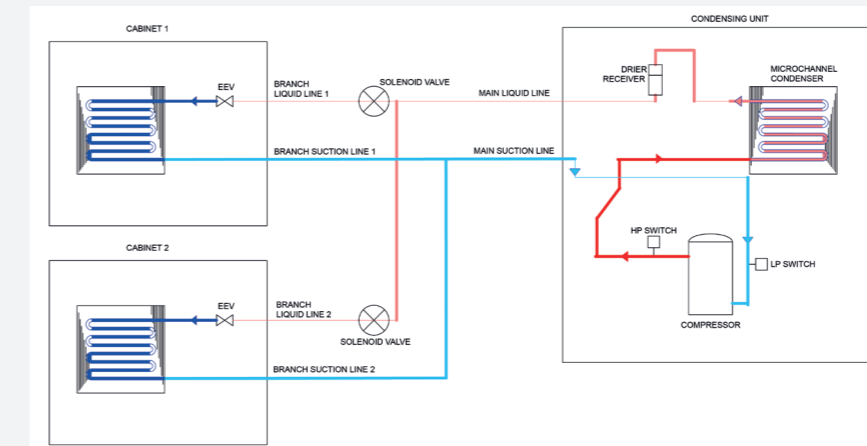 CONDENSING UNIT
CABINET 1
EEV
BRANCH
LIQUID LINE 1
SOLENOID VALVE
MAIN LIQUID LINE
DRIER
RECEIVER
MICROCHANNEL
CONDENSER
BRANCH SUCTION LINE 1
MAIN SUCTION LINE
HP SWITCH
LP SWITCH
COMPRESSOR
CABINET 2
EEV
BRANCH
LIQUID LINE 2
SOLENOID VALVE
BRANCH SUCTION LINE 2